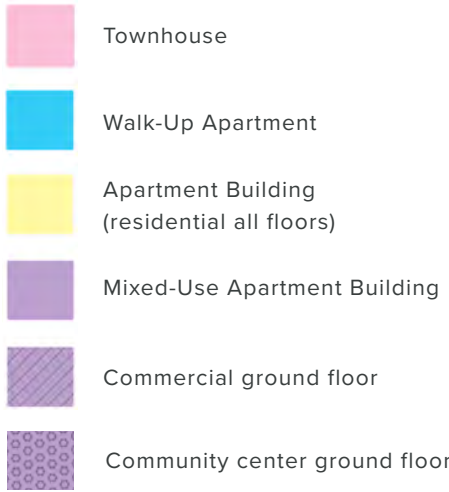 Townhouse
Walk-Up Apartment
Apartment Building
(residential all floors)
Mixed-Use Apartment Building
Commercial ground floor
Community center ground floor